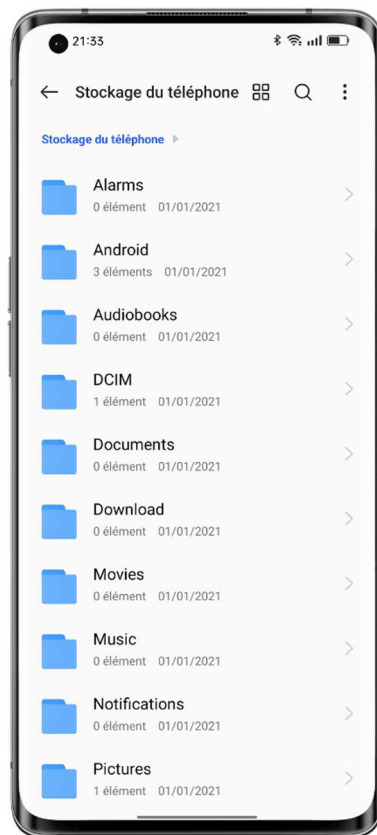 21:33
Stockage du téléphone
Stockage du téléphone
Alarms
0 élément 01/01/2021
Android
3 éléments 01/01/2021
Audiobooks
0 élément 01/01/2021
DCIM
1 élément 01/01/2021
Documents
0 élément 01/01/2021
Download
0 élément 01/01/2021
Movies
0 élément 01/01/2021
Music
0 élément 01/01/2021
Notifications
0 élément 01/01/2021
Pictures
1 élément 01/01/2021